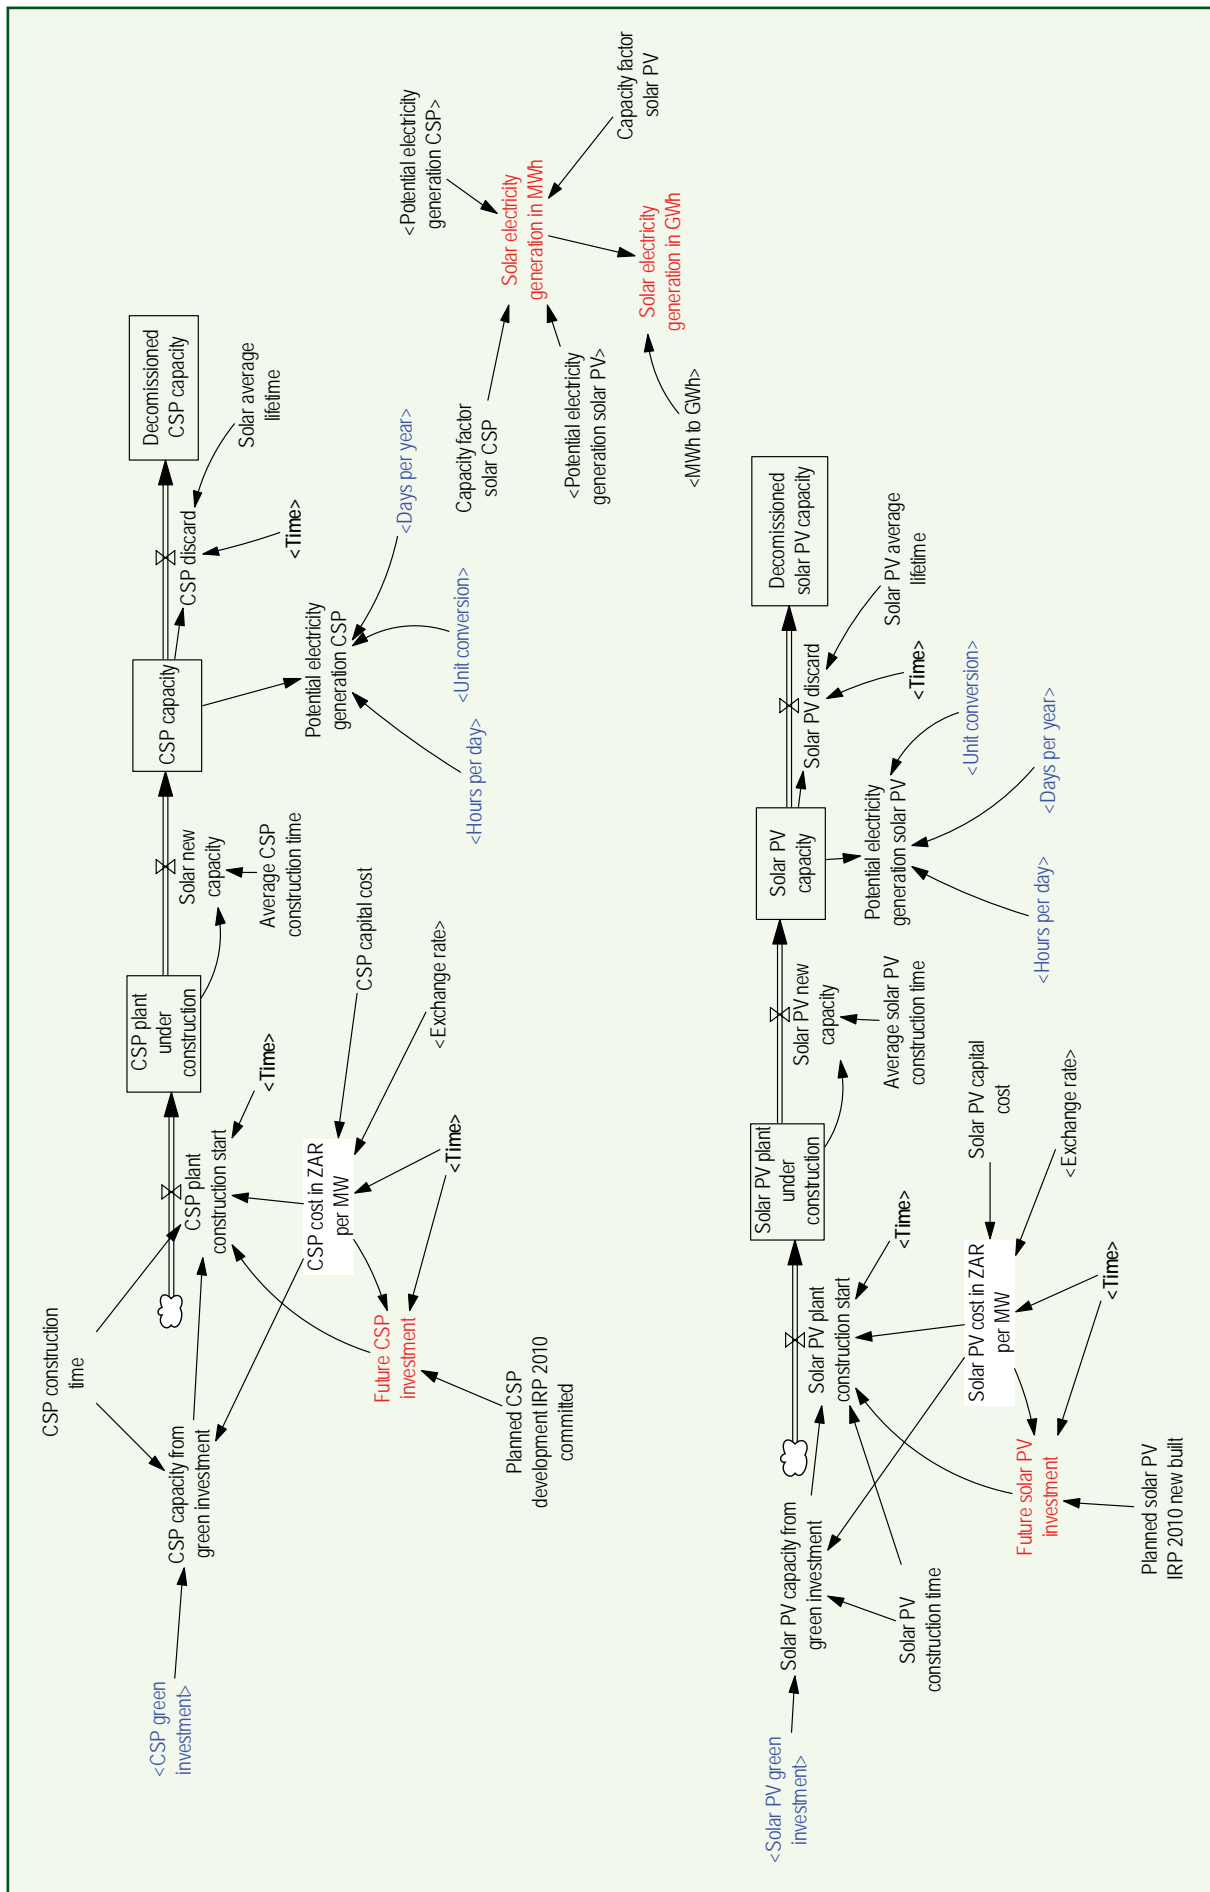 CSP construction
time
<CSP green
investment>
CSP capacity from
green investment
CSP plant
construction start
<Time>
CSP plant
under
construction
Solar new
capacity
Average CSP
construction time
CSP capacity
CSP discard
<Time>
Solar average
lifetime
Decomissioned
CSP capacity
CSP cost in ZAR
per MW
CSP capital cost
<Exchange rate>
<Time>
Future CSP
investment
Planned CSP
development IRP 2010
committed
Potential electricity
generation CSP
<Hours per day>
<Unit conversion>
<Days per year>
<Potential electricity
generation CSP>
Capacity factor
solar CSP
Solar electricity
generation in MWh
Capacity factor
solar PV
<Potential electricity
generation solar PV>
Solar electricity
generation in GWh
<MWh to GWh>
<Solar PV green
investment>
Solar PV capacity from
green investment
Solar PV
construction time
Solar PV plant
construction start
<Time>
Solar PV plant
under
construction
Solar PV new
capacity
Average solar PV
construction time
Solar PV
capacity
Solar PV discard
<Time>
Solar PV average
lifetime
Decomissioned
solar PV capacity
Solar PV cost in ZAR
per MW
Solar PV capital
cost
<Exchange rate>
<Time>
Future solar PV
investment
Planned solar PV
IRP 2010 new built
Potential electricity
generation solar PV
<Hours per day>
<Days per year>
<Unit conversion>